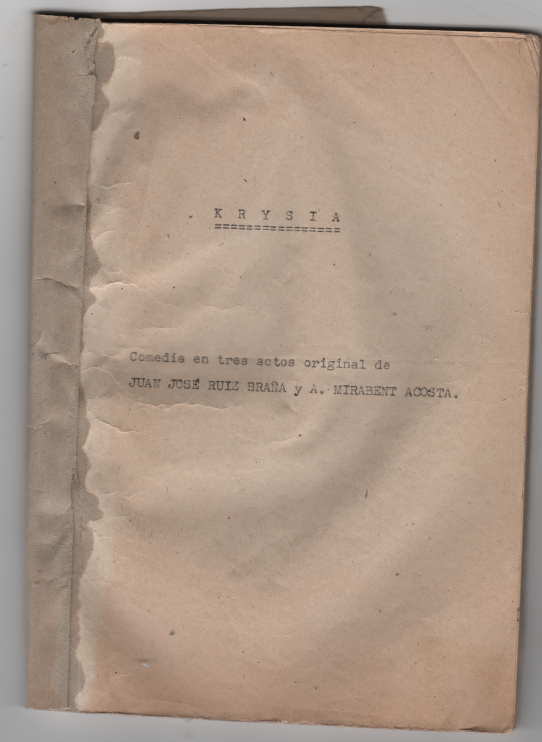 K R Y S I A
================
Comedia en tres actos original de
JUAN JOSÉ RUIZ BRAÑA y A. MIRABENT ACOSTA.